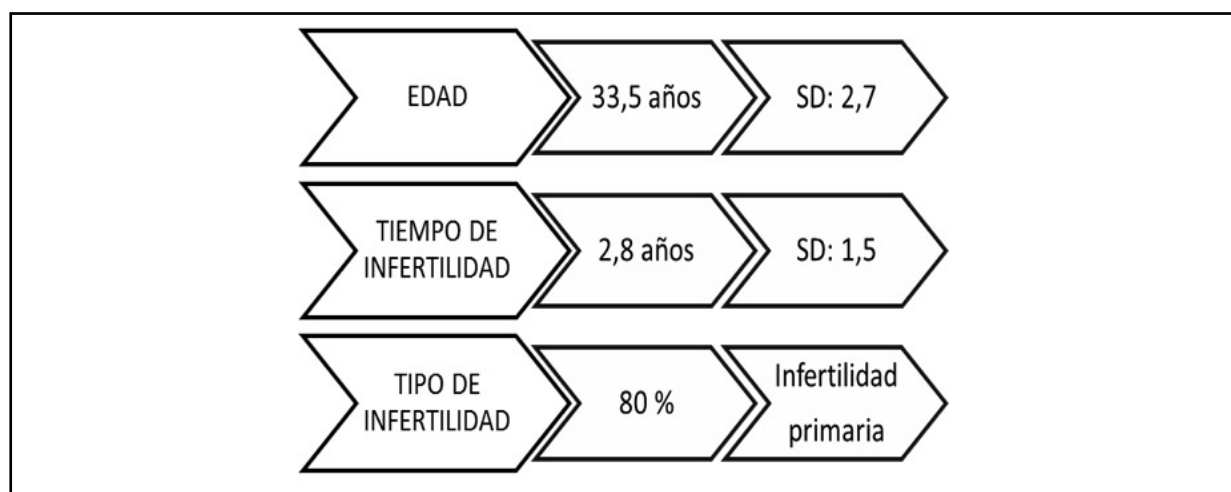 EDAD
33,5 años
SD: 2,7
TIEMPO DE
INFERTILIDAD
2,8 años
SD: 1,5
TIPO DE
INFERTILIDAD
80 %
Infertilidad
primaria